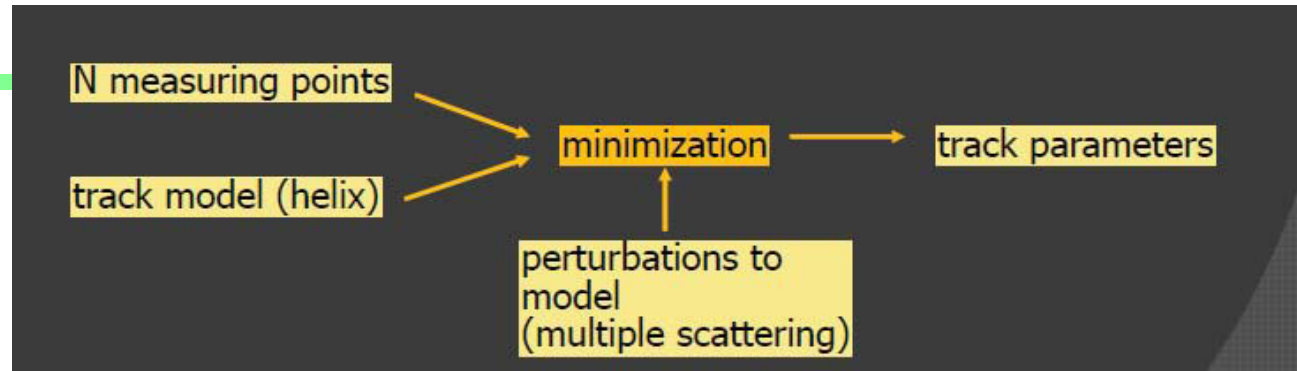 N measuring points
track model (helix)
minimization
track parameters
perturbations to
model
(multiple scattering)